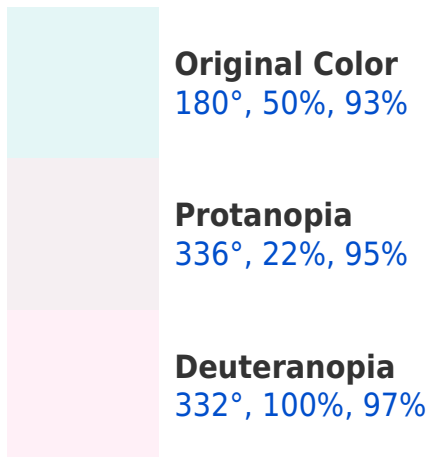 Original Color
180°, 50%, 93%
Protanopia
336°, 22%, 95%
Deuteranopia
332°, 100%, 97%